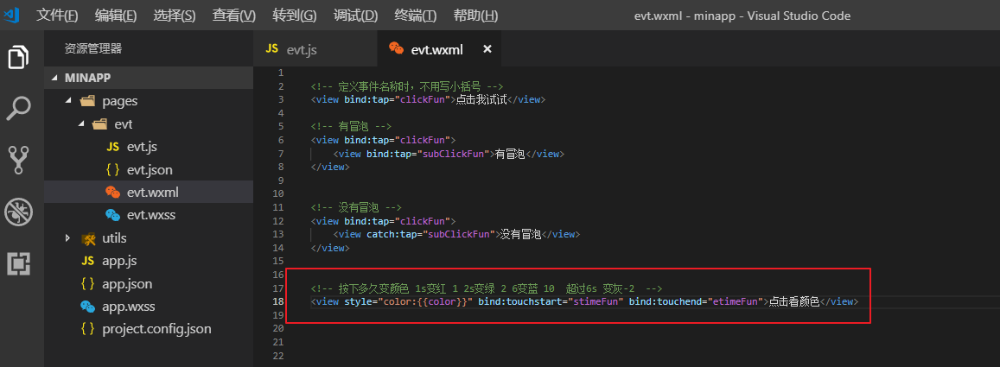 文件(F) 编辑(E) 选择(S) 查看(V) 转到(G) 调试(D) 终端(T) 帮助(H) evt.wxml - minapp - Visual Studio Code
资源管理器
MINAPP
pages
evt
JS evt.js
{ } evt.json
evt.wxml
evt.wxss
utils
JS app.js
{ } app.json
app.wxss
{ } project.config.json
JS evt.js
evt.wxml ×
1
2 <!-- 定义事件名称时，不用写小括号 -->
3 <view bind:tap="clickFun">点击我试试</view>
4
5 <!-- 有冒泡 -->
6 <view bind:tap="clickFun">
7 <view bind:tap="subClickFun">有冒泡</view>
8 </view>
9
10
11 <!-- 没有冒泡 -->
12 <view bind:tap="clickFun">
13 <view catch:tap="subClickFun">没有冒泡</view>
14 </view>
15
16
17 <!-- 按下多久变颜色 1s变红 1 2s变绿 2 6变蓝 10 超过6s 变灰-2 -->
18 <view style="color:{{color}}" bind:touchstart="stimeFun" bind:touchend="etimeFun">点击看颜色</view>
19
20
21
22